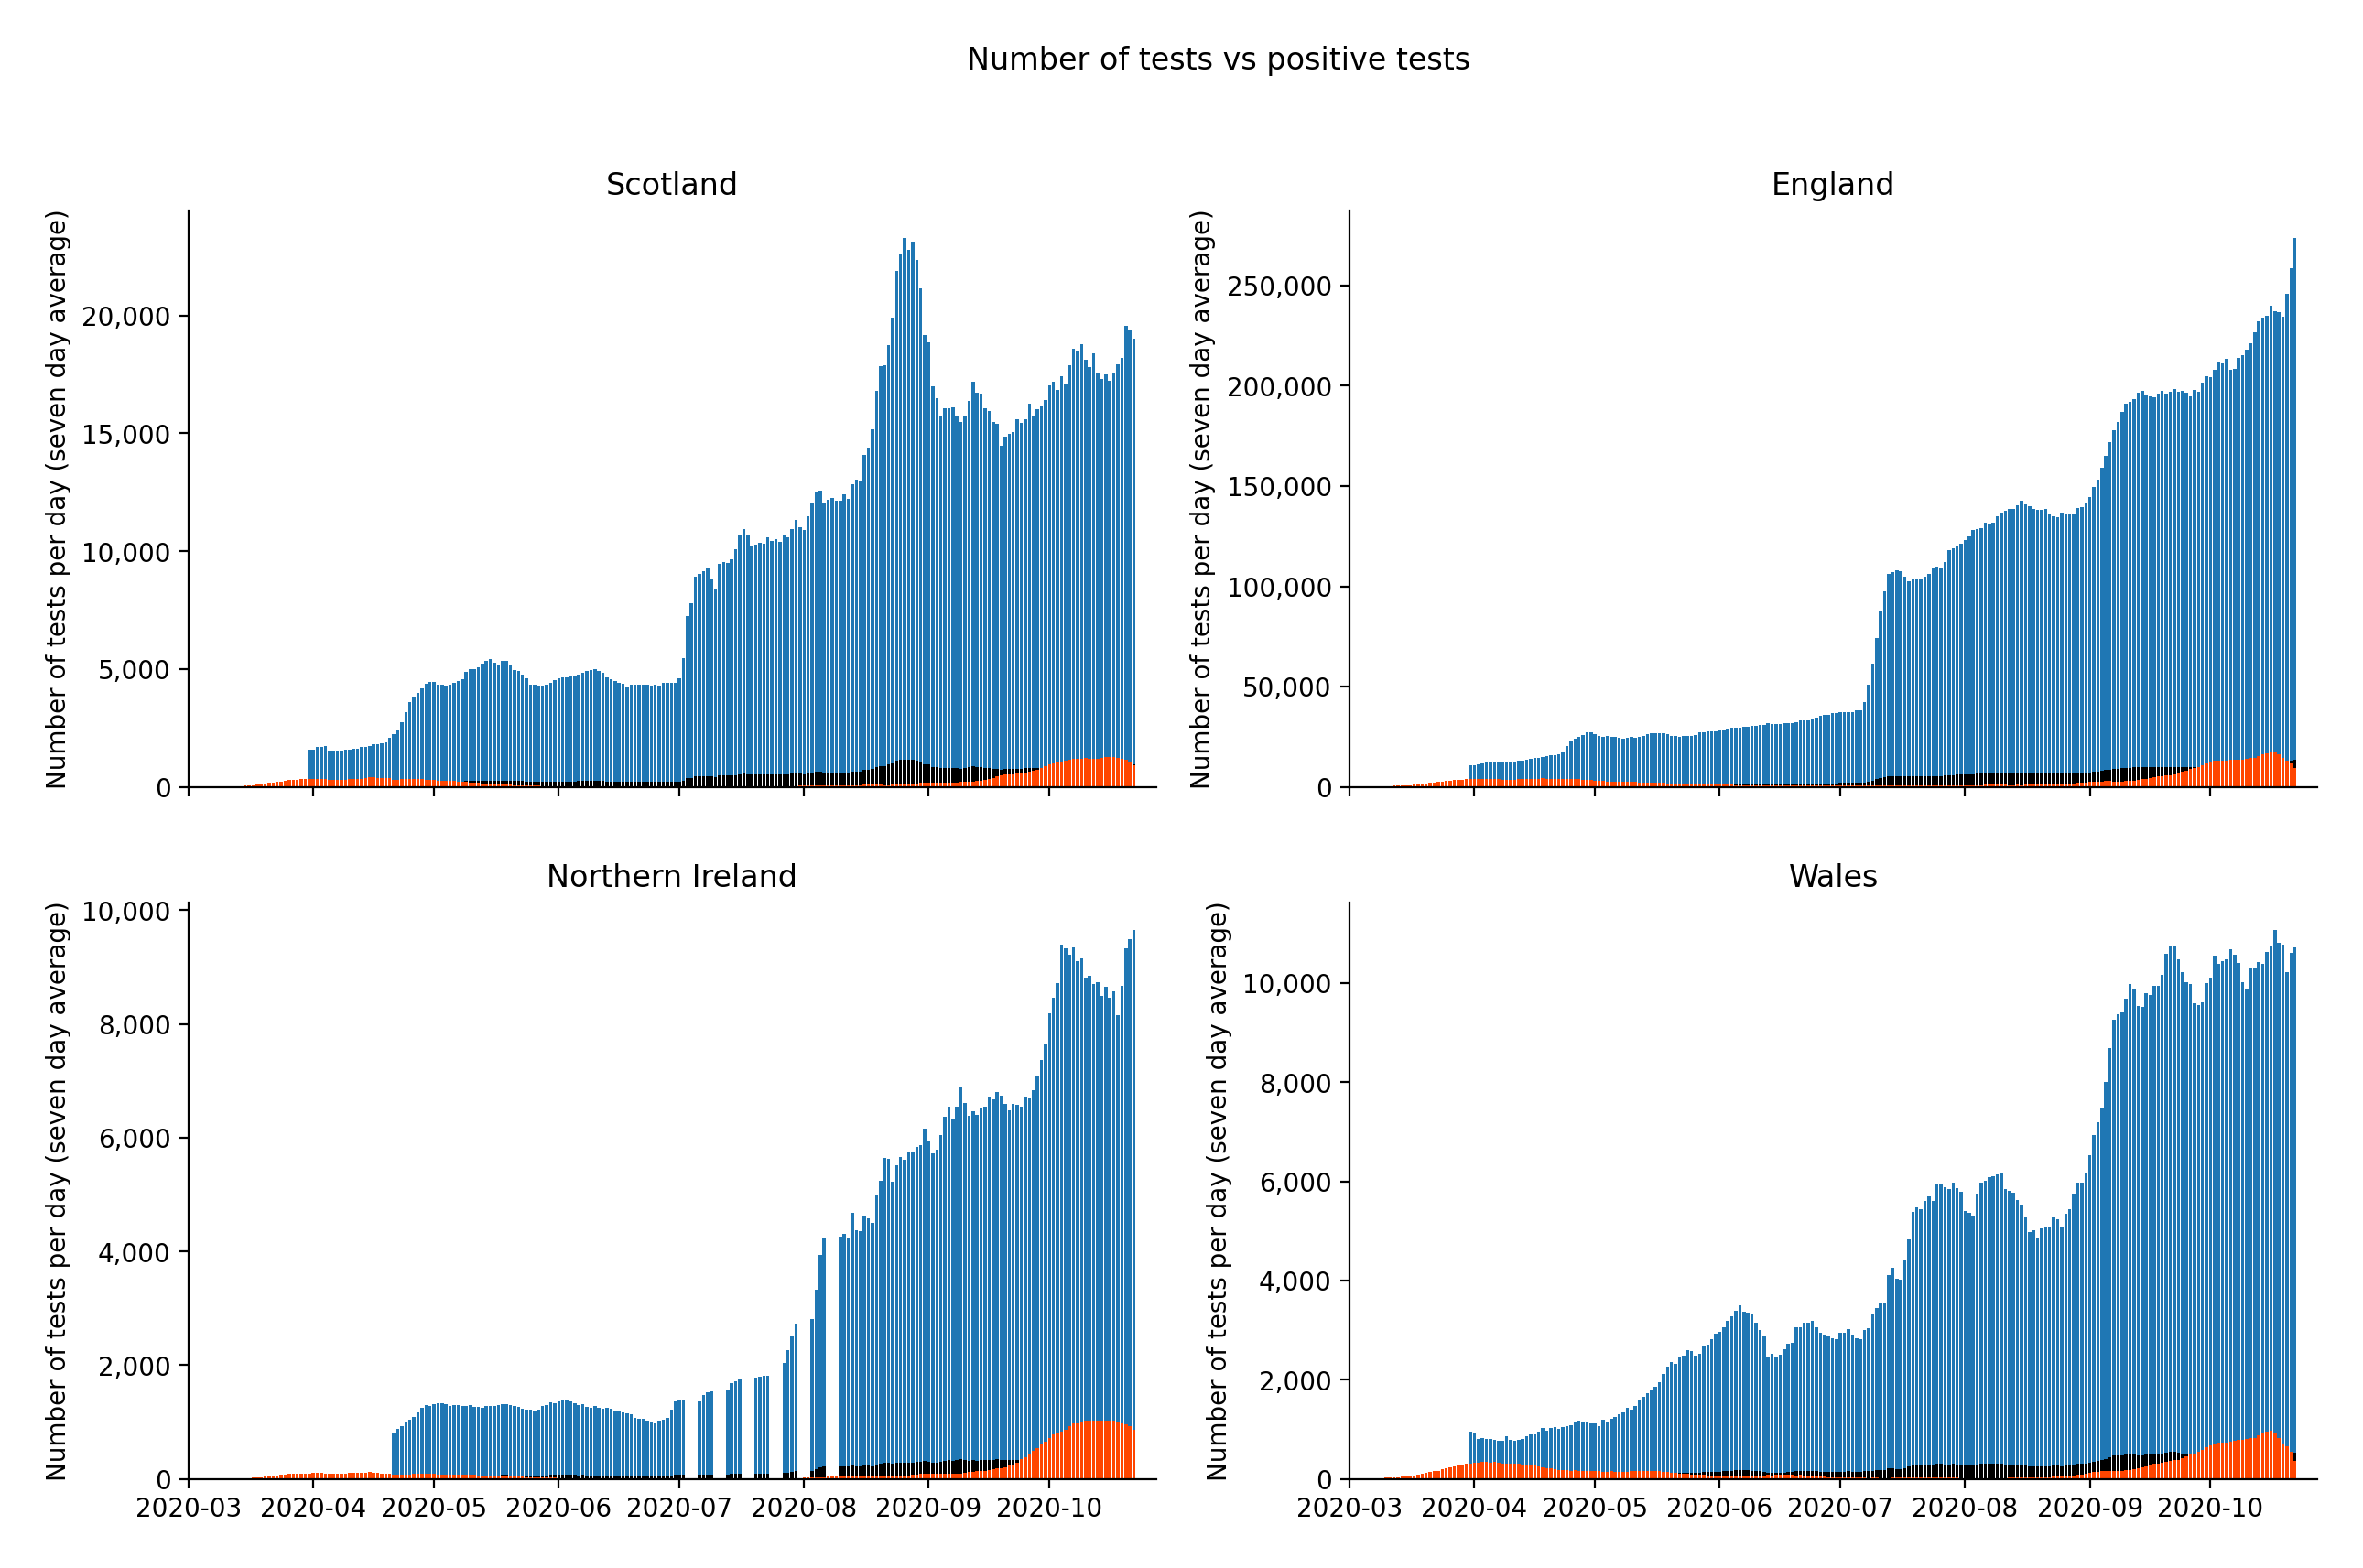 Number of tests vs positive tests
Scotland
England
Number of tests per day (seven day average)
20,000
15,000
10,000
5,000
0
Number of tests per day (seven day average)
250,000
200,000
150,000
100,000
50,000
0
Northern Ireland
Wales
Number of tests per day (seven day average)
10,000
8,000
6,000
4,000
2,000
0
2020-03 2020-04 2020-05 2020-06 2020-07 2020-08 2020-09 2020-10
Number of tests per day (seven day average)
10,000
8,000
6,000
4,000
2,000
0
2020-03 2020-04 2020-05 2020-06 2020-07 2020-08 2020-09 2020-10